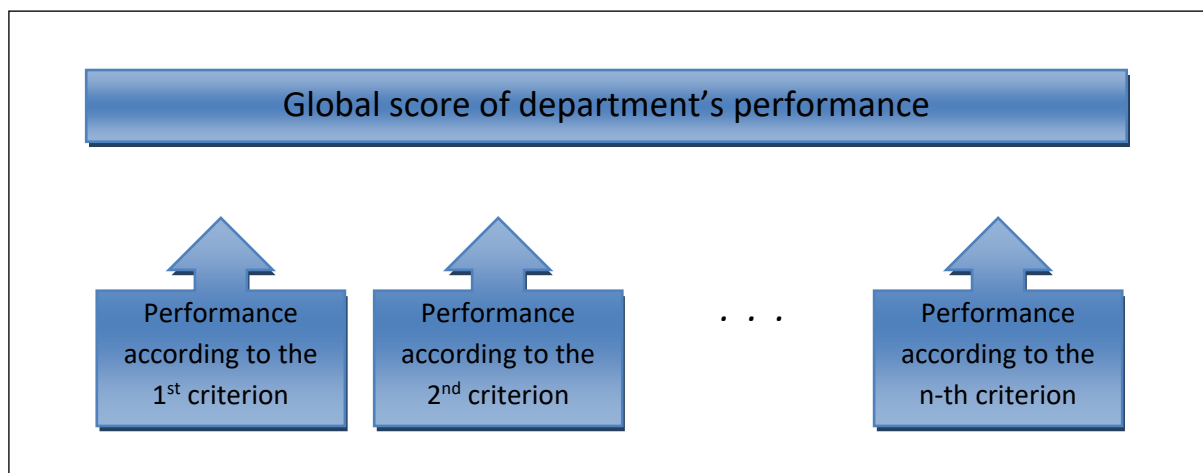 Global score of department’s performance
Performance
according to the
1st criterion
Performance
according to the
2nd criterion
. . .
Performance
according to the
n-th criterion